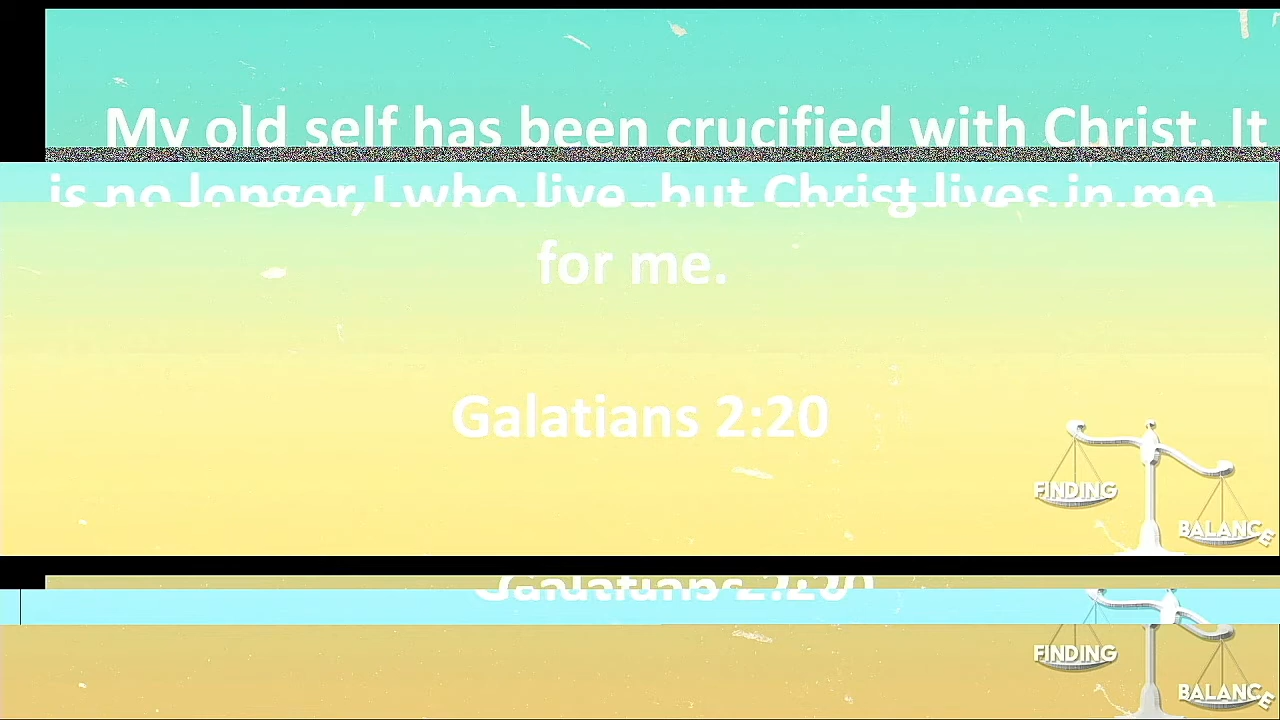 My old self has been crucified with Christ. It
is no longer I who live, but Christ lives in me
for me.
Galatians 2:20
FINDING
BALANCE
Galatians 2:20
FINDING
BALANCE